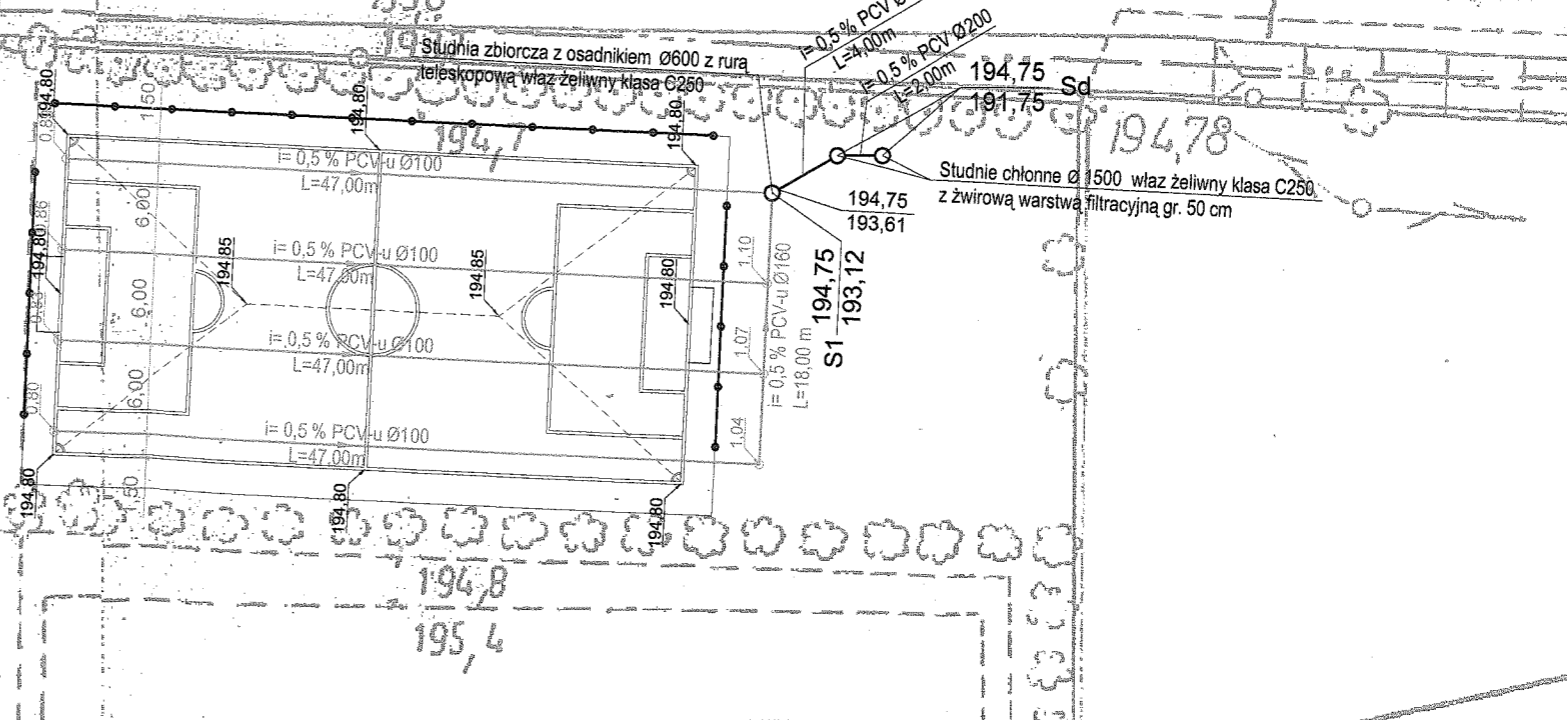 Studnia zbiorcza z osadnikiem Ø600 z rurą
teleskopową właz żeliwny klasa C250
i= 0,5 % PCV
L=4,00m
i= 0,5 % PCV Ø200
L=2,00m
194,75 Sd
191,75
194,78
Studnie chłonne Ø 1500 właz żeliwny klasa C250
z żwirową warstwą filtracyjną gr. 50 cm
194,75
193,61
S1 194,75
193,12
194,80
194,80
194,80
194,7
1,50
i= 0,5 % PCV-u Ø100
L=47,00m
6,00
194,80
194,85
i= 0,5 % PCV-u Ø100
L=47,00m
194,85
194,80
1,10
i= 0,5 % PCV-u Ø160
L=18,00 m
6,00
i= 0,5 % PCV-u Ø100
L=47,00m
1,07
0,80
6,00
i= 0,5 % PCV-u Ø100
L=47,00m
1,04
194,80
1,50
194,80
194,80
194,8
195,4